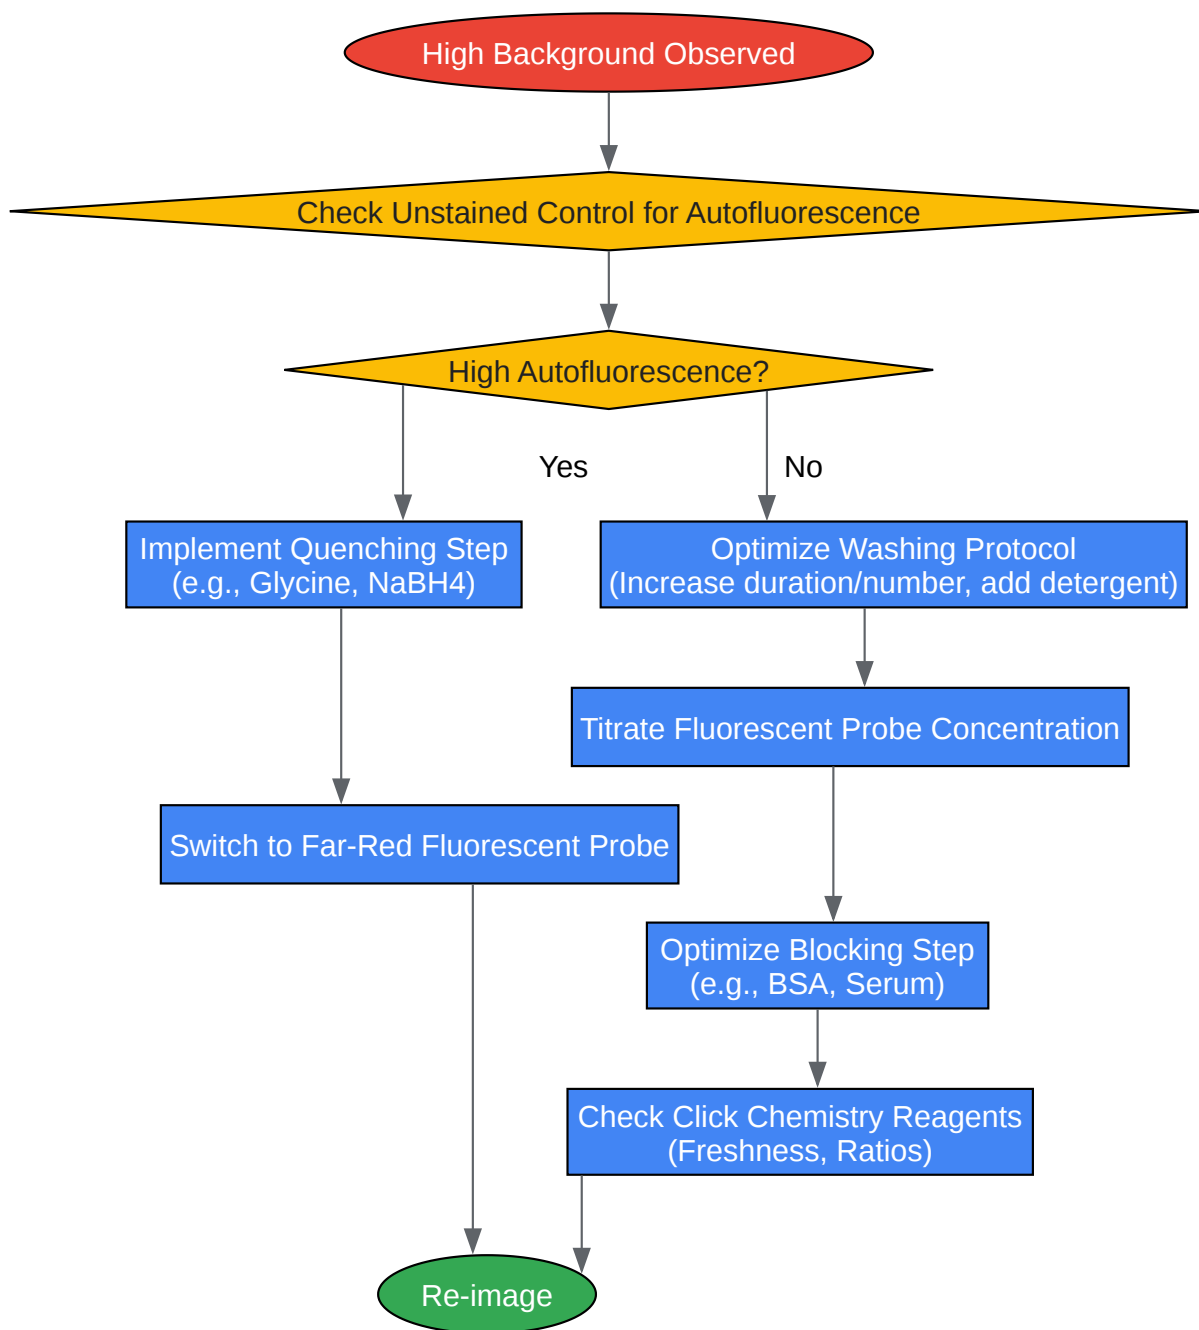 High Background Observed
Check Unstained Control for Autofluorescence
High Autofluorescence?
Yes
No
Implement Quenching Step
(e.g., Glycine, NaBH4)
Optimize Washing Protocol
(Increase duration/number, add detergent)
Titrate Fluorescent Probe Concentration
Switch to Far-Red Fluorescent Probe
Optimize Blocking Step
(e.g., BSA, Serum)
Check Click Chemistry Reagents
(Freshness, Ratios)
Re-image